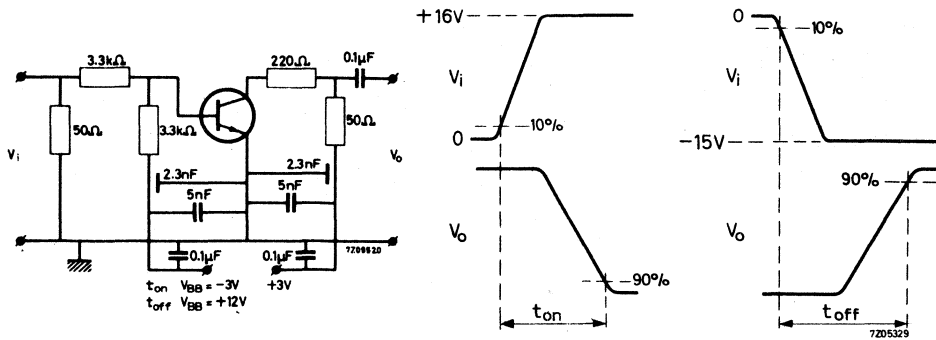 3.3kΩ
220Ω
0.1µF
50Ω
3.3kΩ
50Ω
Vi
Vo
2.3nF
2.3nF
5nF
5nF
7Z09520
0.1µF
0.1µF
ton VBB = -3V
+3V
toff VBB = +12V
+16V
Vi
10%
0
Vo
90%
ton
0
10%
Vi
-15V
90%
Vo
toff
7Z05329